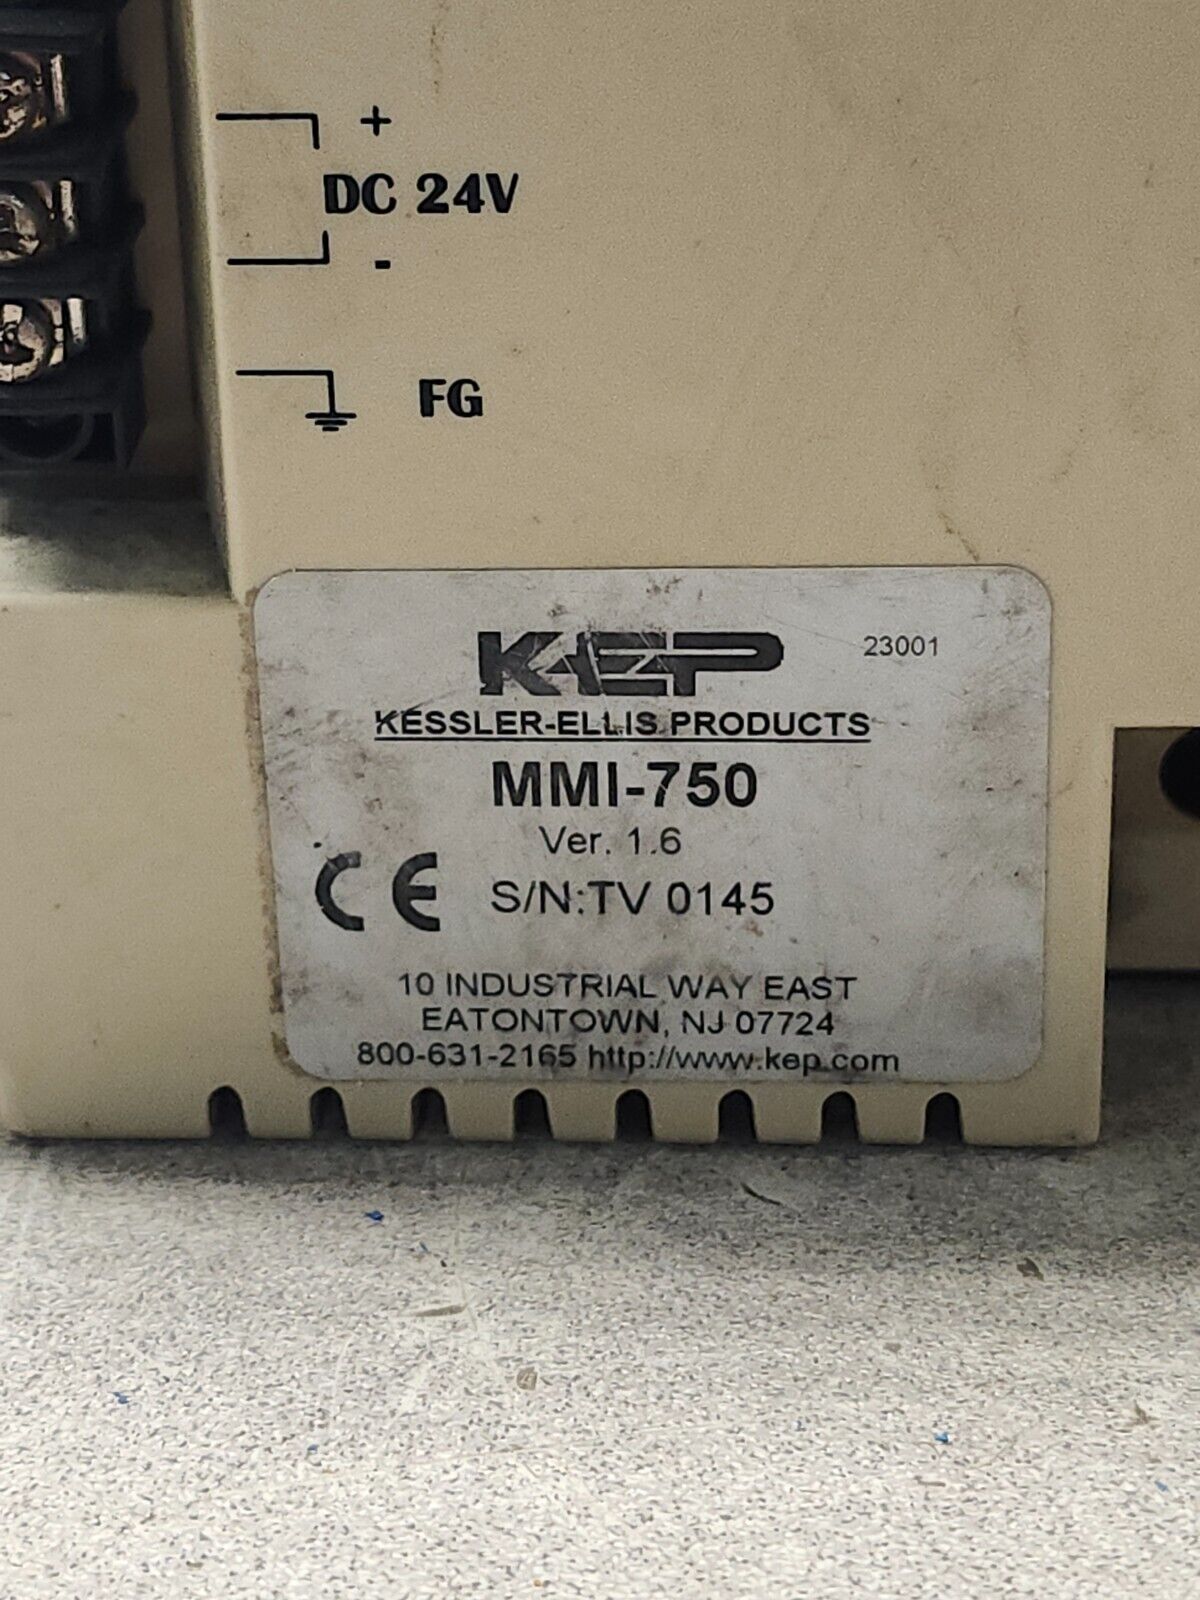 +
DC 24V
-
FG
KEP
23001
KESSLER-ELLIS PRODUCTS
MMI-750
Ver. 1.6
CE S/N:TV 0145
10 INDUSTRIAL WAY EAST
EATONTOWN, NJ 07724
800-631-2165 http://www.kep.com